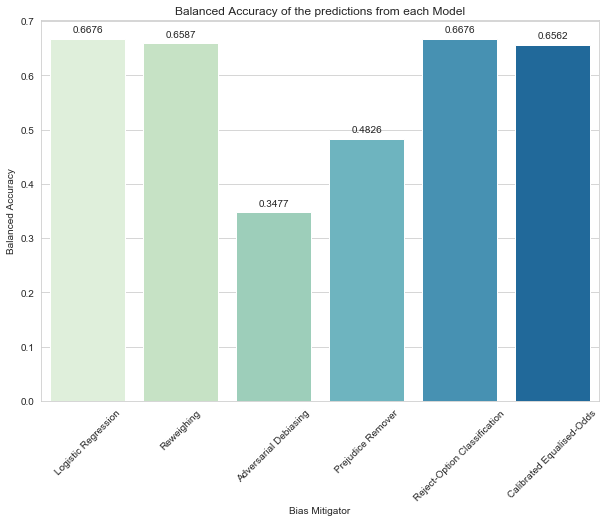 Balanced Accuracy of the predictions from each Model
0.7
0.6
0.5
0.4
0.3
0.2
0.1
0.0
Balanced Accuracy
0.6676
0.6587
0.3477
0.4826
0.6676
0.6562
Logistic Regression
Reweighing
Adversarial Debiasing
Prejudice Remover
Reject-Option Classification
Calibrated Equalised-Odds
Bias Mitigator